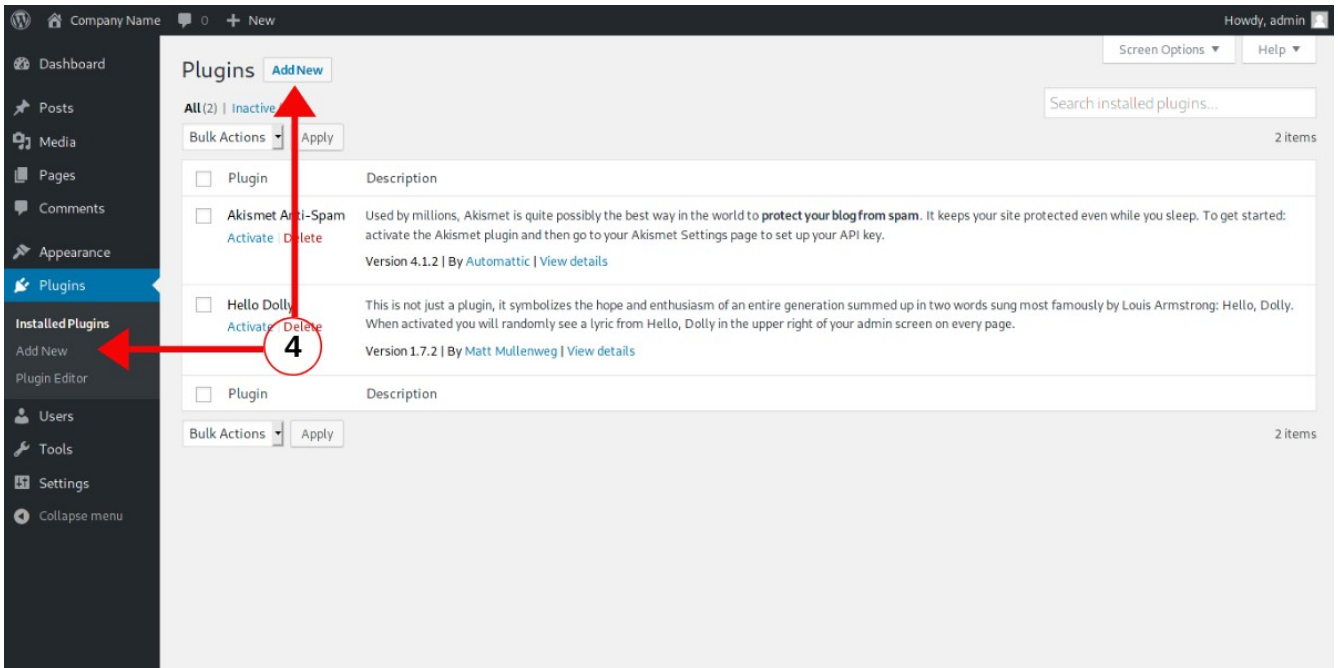 Company Name 0 + New Howdy, admin
Screen Options ▼ Help ▼
Dashboard
Posts
Media
Pages
Comments
Appearance
Plugins
Installed Plugins
Add New
Plugin Editor
Users
Tools
Settings
Collapse menu
Plugins Add New
All (2) | Inactive
Search installed plugins...
Bulk Actions Apply
2 items
Plugin Description
Akismet Anti-Spam
Activate | Delete
Used by millions, Akismet is quite possibly the best way in the world to protect your blog from spam. It keeps your site protected even while you sleep. To get started:
activate the Akismet plugin and then go to your Akismet Settings page to set up your API key.
Version 4.1.2 | By Automattic | View details
Hello Dolly
Activate | Delete
This is not just a plugin, it symbolizes the hope and enthusiasm of an entire generation summed up in two words sung most famously by Louis Armstrong: Hello, Dolly.
When activated you will randomly see a lyric from Hello, Dolly in the upper right of your admin screen on every page.
Version 1.7.2 | By Matt Mullenweg | View details
4
Plugin Description
Bulk Actions Apply
2 items